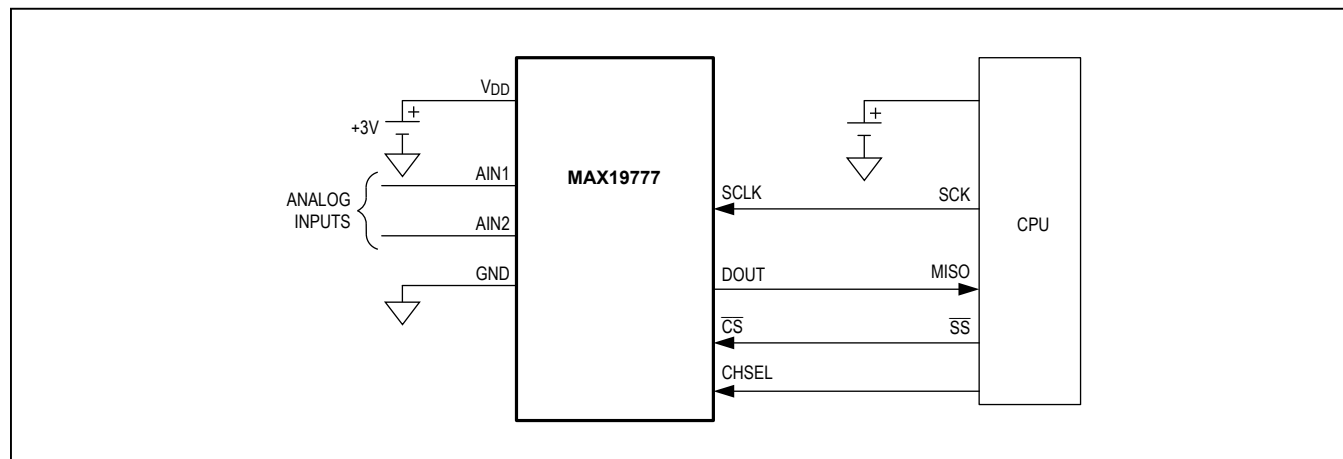 VDD
+
+3V
ANALOG
INPUTS
AIN1
AIN2
GND
MAX19777
SCLK
DOUT
CS
CHSEL
+
SCK
MISO
SS
CPU